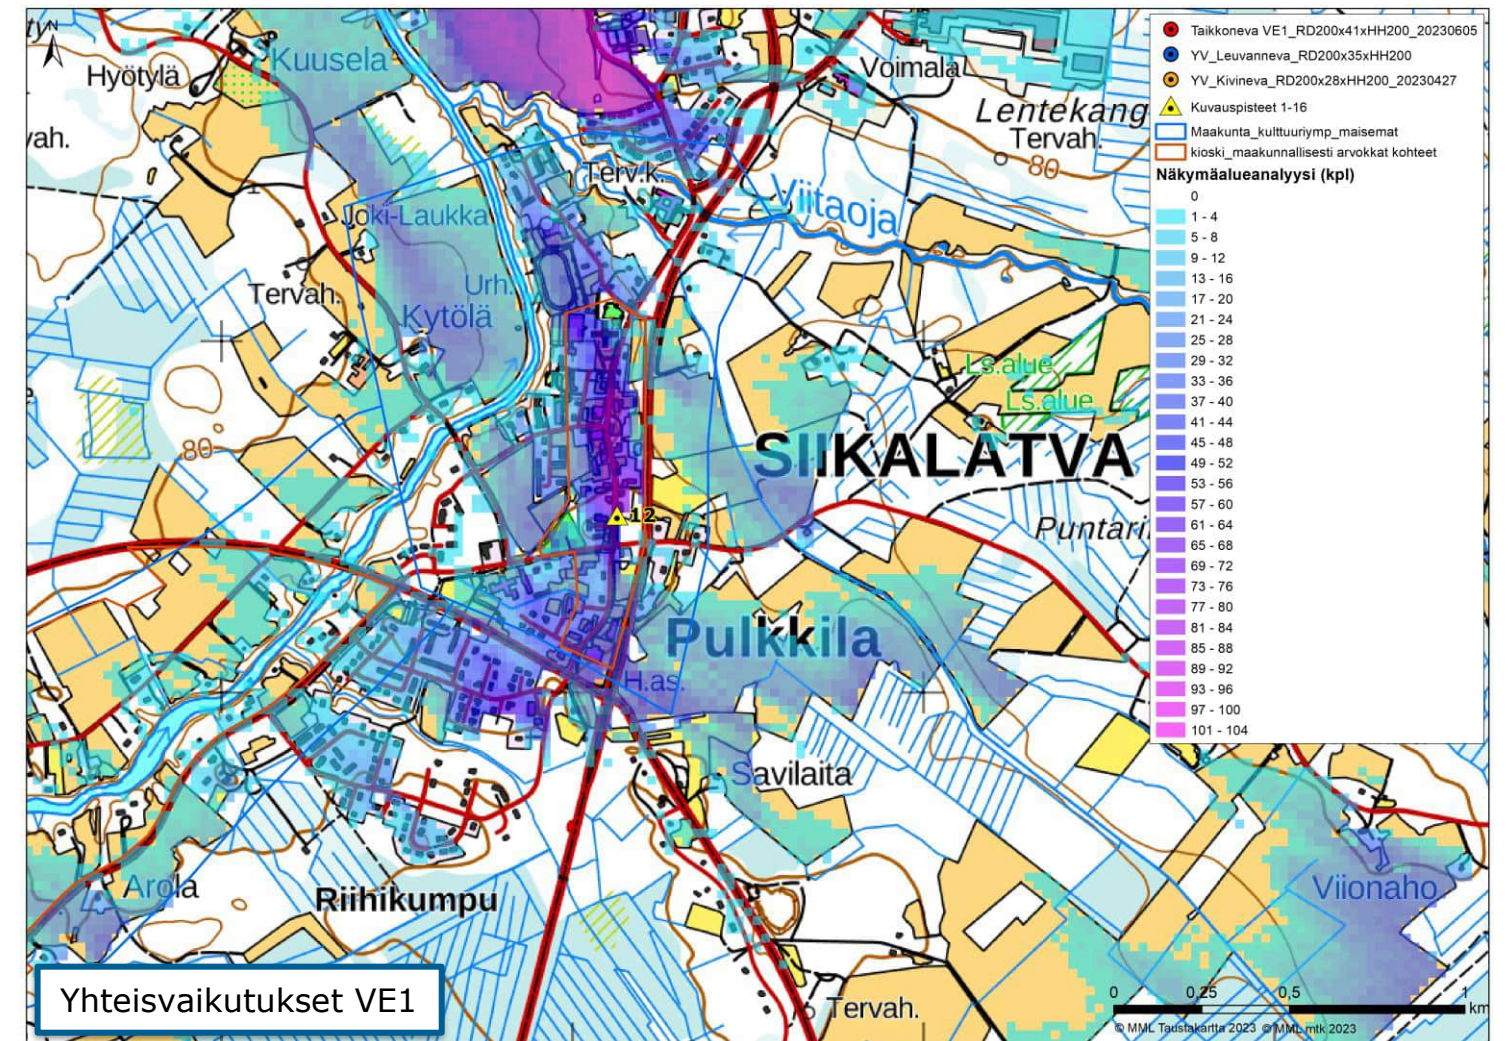 N
Kuusela
Hyötylä
vah.
Voimala
Lentekang
Tervah.
80
Terv.k.
Viitaoja
Joki-Laukka
Urh.
Tervah.
Kytölä
Ls.alue
Ls.alue
80
SIIKALATVA
12
Puntari
Pulkkila
H.as.
Savilaita
Arola
Riihikumpu
Viionaho
Tervah.
Taikkoneva VE1_RD200x41xHH200_20230605
YV_Leuvanneva_RD200x35xHH200
YV_Kivineva_RD200x28xHH200_20230427
Kuvauspisteet 1-16
Maakunta_kulttuuriymp_maisemat
kioski_maakunnallisesti arvokkat kohteet
Näkymäalueanalyysi (kpl)
0
1 - 4
5 - 8
9 - 12
13 - 16
17 - 20
21 - 24
25 - 28
29 - 32
33 - 36
37 - 40
41 - 44
45 - 48
49 - 52
53 - 56
57 - 60
61 - 64
65 - 68
69 - 72
73 - 76
77 - 80
81 - 84
85 - 88
89 - 92
93 - 96
97 - 100
101 - 104
Yhteisvaikutukset VE1
0 0,25 0,5 1
km
© MML Taustakartta 2023 © MML mtk 2023